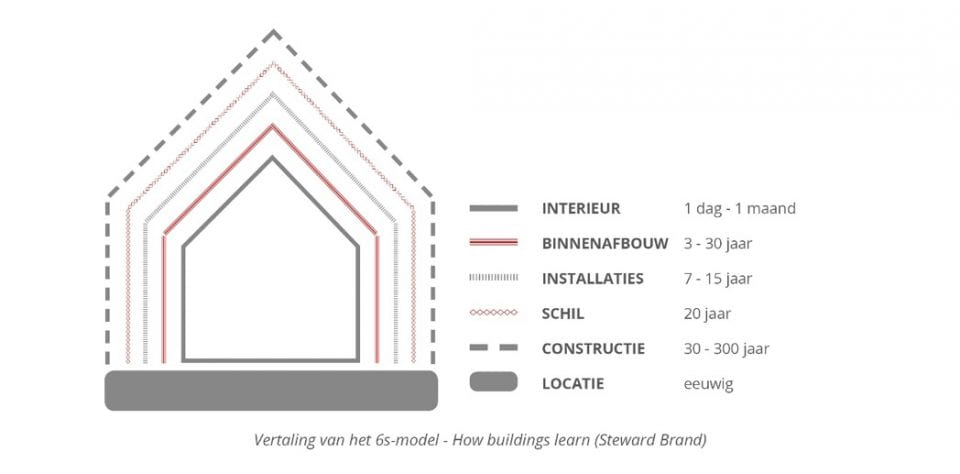 INTERIEUR 1 dag - 1 maand
BINNENAFBOUW 3 - 30 jaar
INSTALLATIES 7 - 15 jaar
SCHIL 20 jaar
CONSTRUCTIE 30 - 300 jaar
LOCATIE eeuwig
Vertaling van het 6s-model - How buildings learn (Steward Brand)